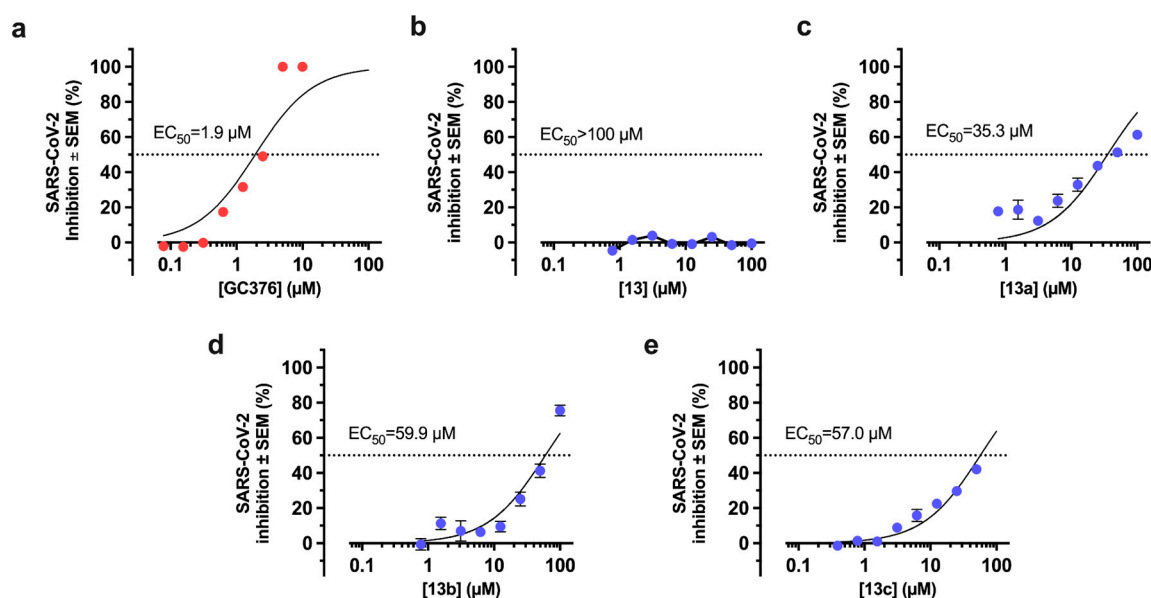 a
100
80
60
40
20
0
SARS-CoV-2
Inhibition ± SEM (%)
EC50=1.9 µM
0.1 1 10 100
[GC376] (µM)
b
100
80
60
40
20
0
SARS-CoV-2
inhibition ± SEM (%)
EC50>100 µM
0.1 1 10 100
[13] (µM)
c
100
80
60
40
20
0
SARS-CoV-2
inhibition ± SEM (%)
EC50=35.3 µM
0.1 1 10 100
[13a] (µM)
d
100
80
60
40
20
0
SARS-CoV-2
inhibition ± SEM (%)
EC50=59.9 µM
0.1 1 10 100
[13b] (µM)
e
100
80
60
40
20
0
SARS-CoV-2
inhibition ± SEM (%)
EC50=57.0 µM
0.1 1 10 100
[13c] (µM)